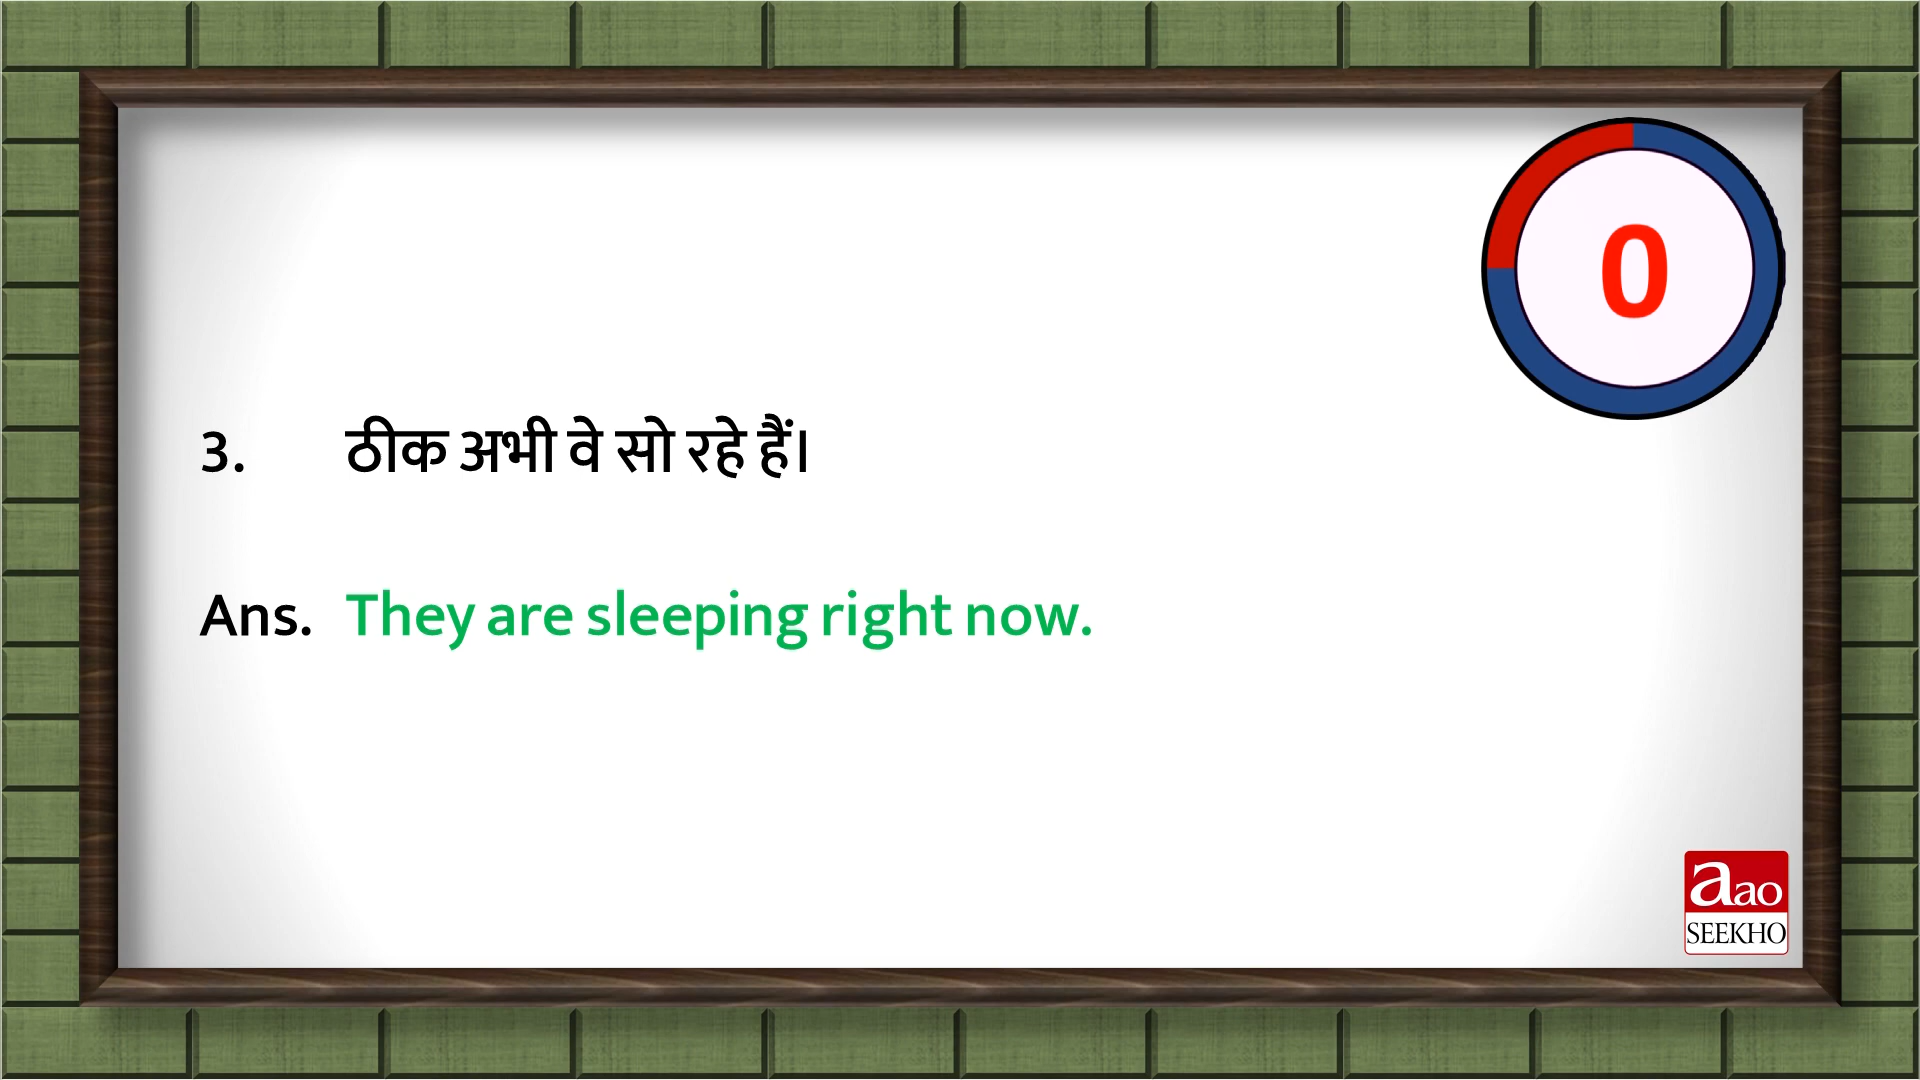 0
3. ठीक अभी वे सो रहे हैं।
Ans. They are sleeping right now.
aao
SEEKHO